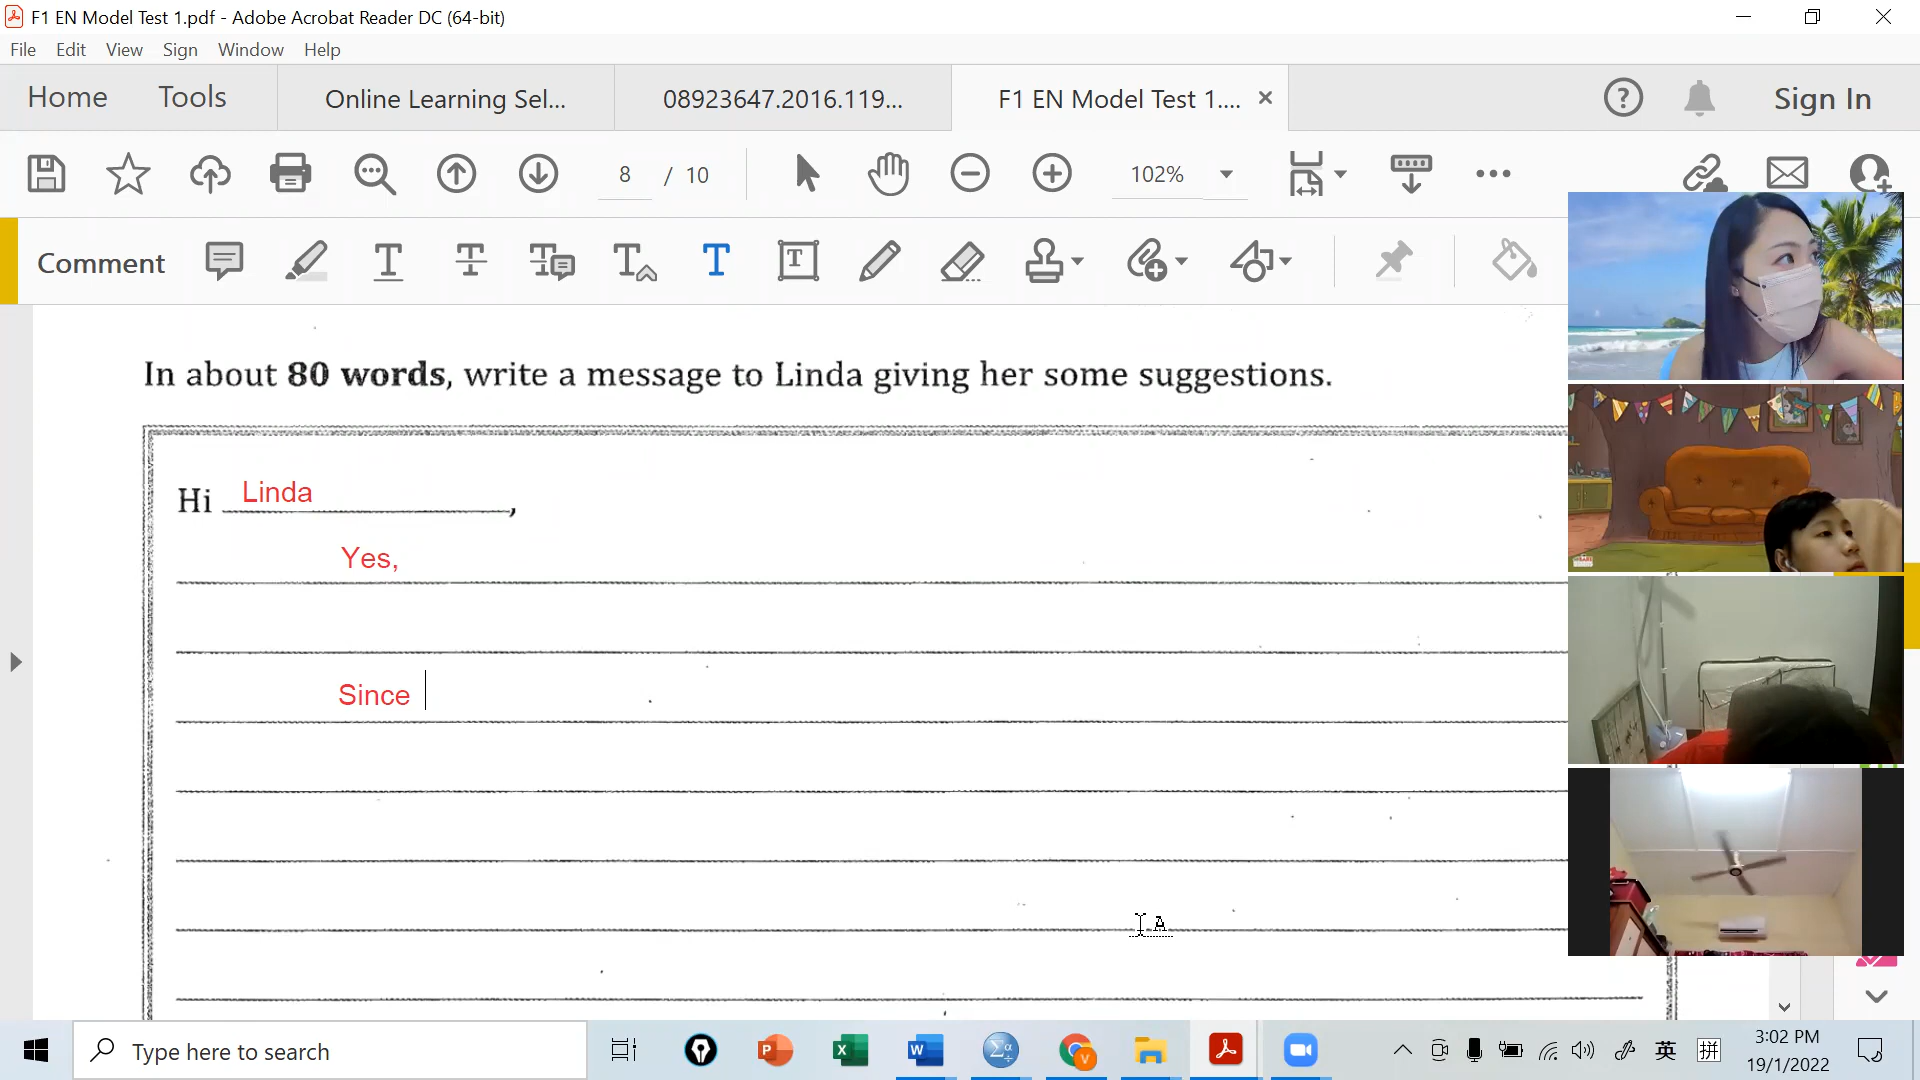 F1 EN Model Test 1.pdf - Adobe Acrobat Reader DC (64-bit)
File Edit View Sign Window Help
Home Tools Online Learning Sel... 08923647.2016.119... F1 EN Model Test 1.... Sign In
8 / 10 102%
Comment
In about 80 words, write a message to Linda giving her some suggestions.
Hi Linda,
Yes,
Since
Type here to search
英 拼
3:02 PM
19/1/2022